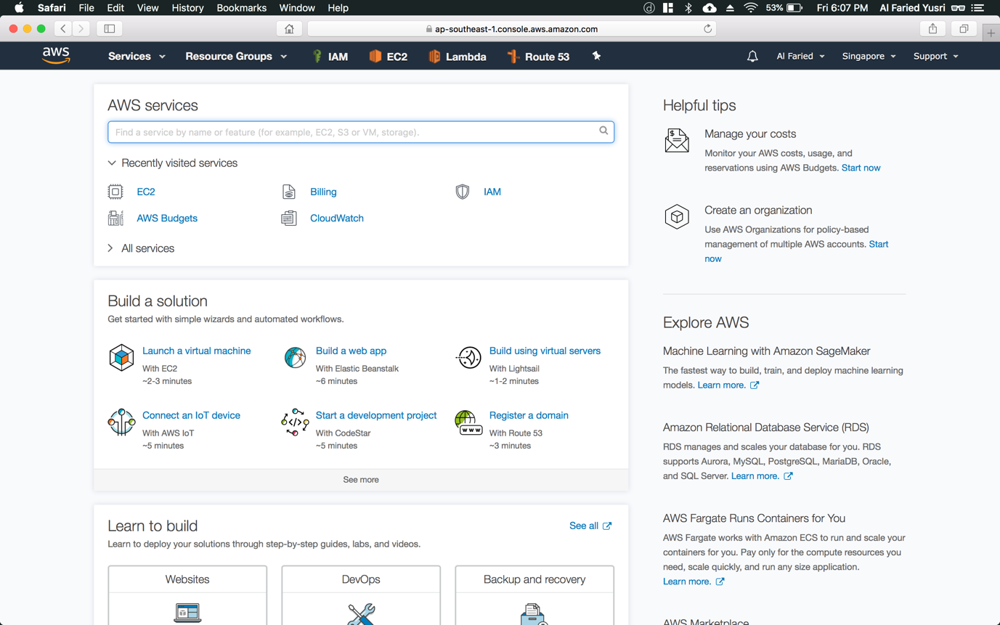 Safari File Edit View History Bookmarks Window Help 53% Fri 6:07 PM Al Faried Yusri
ap-southeast-1.console.aws.amazon.com
aws Services Resource Groups IAM EC2 Lambda Route 53 Al Faried Singapore Support
AWS services
Find a service by name or feature (for example, EC2, S3 or VM, storage).
Recently visited services
EC2 Billing IAM
AWS Budgets CloudWatch
All services
Build a solution
Get started with simple wizards and automated workflows.
Launch a virtual machine
With EC2
~2-3 minutes
Build a web app
With Elastic Beanstalk
~6 minutes
Build using virtual servers
With Lightsail
~1-2 minutes
Connect an IoT device
With AWS IoT
~5 minutes
Start a development project
With CodeStar
~5 minutes
Register a domain
With Route 53
~3 minutes
www
See more
Learn to build
See all
Learn to deploy your solutions through step-by-step guides, labs, and videos.
Websites
DevOps
Backup and recovery
Helpful tips
Manage your costs
Monitor your AWS costs, usage, and
reservations using AWS Budgets. Start now
Create an organization
Use AWS Organizations for policy-based
management of multiple AWS accounts. Start
now
Explore AWS
Machine Learning with Amazon SageMaker
The fastest way to build, train, and deploy machine learning
models. Learn more.
Amazon Relational Database Service (RDS)
RDS manages and scales your database for you. RDS
supports Aurora, MySQL, PostgreSQL, MariaDB, Oracle,
and SQL Server. Learn more.
AWS Fargate Runs Containers for You
AWS Fargate works with Amazon ECS to run and scale your
containers for you. Pay only for the compute resources you
need, scale quickly, and run any size application.
Learn more.
AWS Marketplace